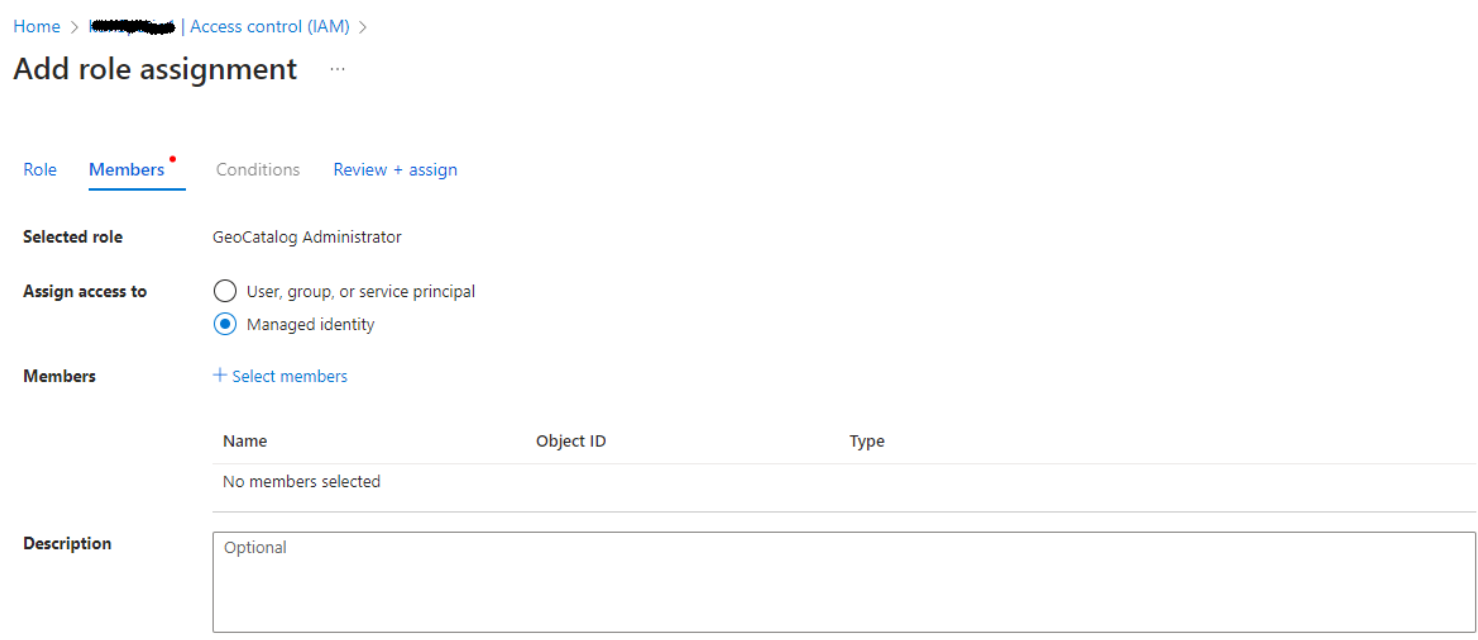 Home > | Access control (IAM) >
Add role assignment ...
Role Members Conditions Review + assign
Selected role GeoCatalog Administrator
Assign access to User, group, or service principal
Managed identity
Members + Select members
Name Object ID Type
No members selected
Description Optional